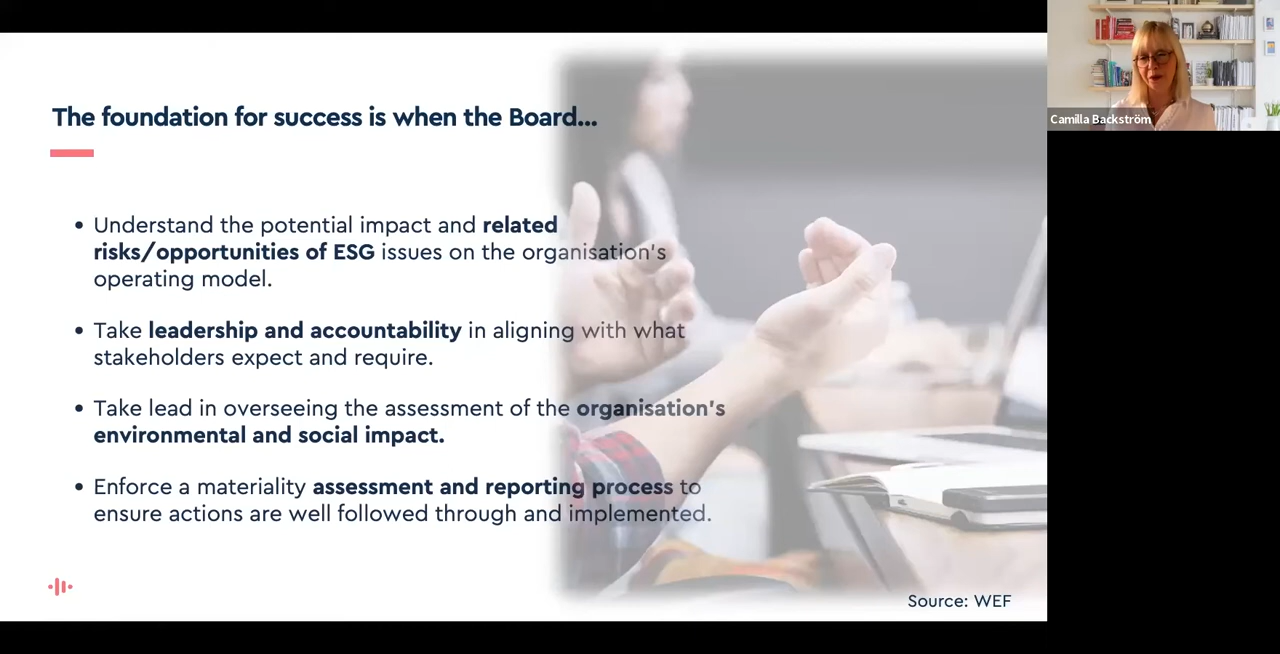 The foundation for success is when the Board...
• Understand the potential impact and related
risks/opportunities of ESG issues on the organisation's
operating model.
• Take leadership and accountability in aligning with what
stakeholders expect and require.
• Take lead in overseeing the assessment of the organisation's
environmental and social impact.
• Enforce a materiality assessment and reporting process to
ensure actions are well followed through and implemented.
Source: WEF
Camilla Backström